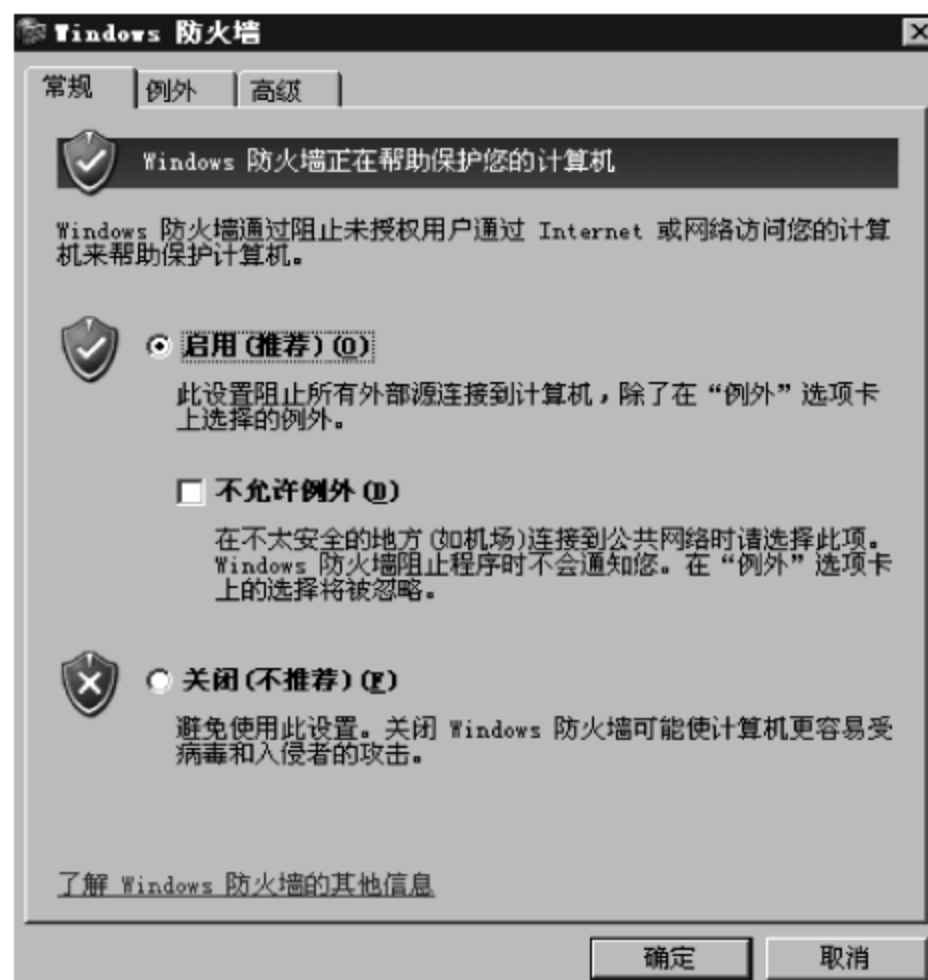 Windows 防火墙
常规
例外
高级
Windows 防火墙正在帮助保护您的计算机
Windows 防火墙通过阻止未授权用户通过 Internet 或网络访问您的计算
机来帮助保护计算机。
启用(推荐)(O)
此设置阻止所有外部源连接到计算机，除了在“例外”选项卡
上选择的例外。
不允许例外(D)
在不太安全的地方(如机场)连接到公共网络时请选择此项。
Windows 防火墙阻止程序时不会通知您。在“例外”选项卡
上的选择将被忽略。
关闭(不推荐)(F)
避免使用此设置。关闭 Windows 防火墙可能使计算机更容易受
病毒和入侵者的攻击。
了解 Windows 防火墙的其他信息
确定
取消